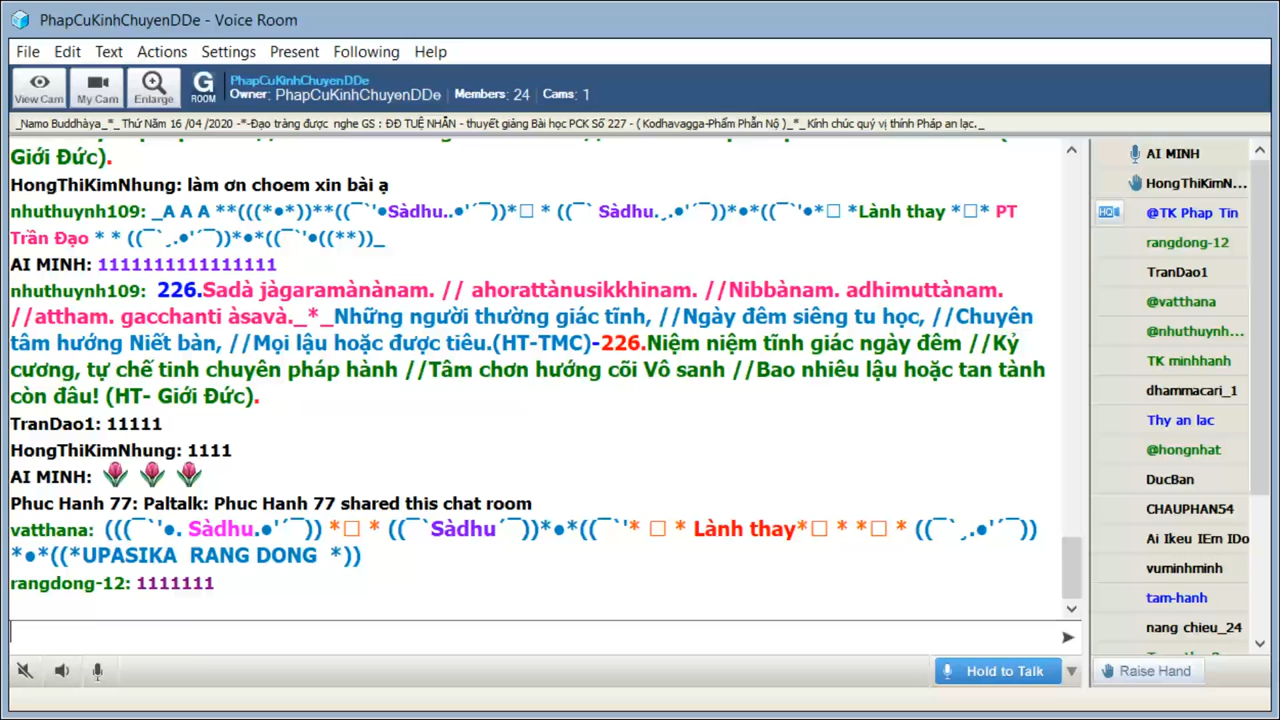 PhapCuKinhChuyenDDe - Voice Room
File Edit Text Actions Settings Present Following Help
View Cam My Cam Enlarge G ROOM
PhapCuKinhChuyenDDe
Owner: PhapCuKinhChuyenDDe Members: 24 Cams: 1
_Namo Buddhàya_*_ Thứ Năm 16 /04 /2020 -*-Đạo tràng được nghe GS : ĐĐ TUỆ NHẪN - thuyết giảng Bài học PCK Số 227 - ( Kodhavagga-Phẩm Phẫn Nộ )_*_ Kính chúc quý vị thính Pháp an lạc._
Giới Đức).
HongThiKimNhung: làm ơn choem xin bài ạ
nhuthuynh109: _A A A **(((*●*))**((¯`'●Sàdhu..●'´¯))*□ * ((¯` Sàdhu.¸.●'´¯))*●*((¯`'●*□ *Lành thay *□* PT
Trần Đạo * * ((¯`¸.●'´¯))*●*((¯`'●((**))_
AI MINH: 1111111111111111
nhuthuynh109: 226.Sadà jàgaramànànam. // ahorattànusikkhinam. //Nibbànam. adhimuttànam.
//attham. gacchanti àsavà._*_Những người thường giác tĩnh, //Ngày đêm siêng tu học, //Chuyên
tâm hướng Niết bàn, //Mọi lậu hoặc được tiêu.(HT-TMC)-226.Niệm niệm tĩnh giác ngày đêm //Kỷ
cương, tự chế tinh chuyên pháp hành //Tâm chơn hướng cõi Vô sanh //Bao nhiêu lậu hoặc tan tành
còn đâu! (HT- Giới Đức).
TranDao1: 11111
HongThiKimNhung: 1111
AI MINH:
Phuc Hanh 77: Paltalk: Phuc Hanh 77 shared this chat room
vatthana: (((¯`'●. Sàdhu.●'´¯)) *□ * ((¯`Sàdhu´¯))*●*((¯`'* □ * Lành thay*□ * *□ * ((¯`¸.●'´¯))
*●*((*UPASIKA RANG DONG *))
rangdong-12: 1111111
Hold to Talk
AI MINH
HongThiKimN...
@TK Phap Tin
rangdong-12
TranDao1
@vatthana
@nhuthuynh...
TK minhhanh
dhammacari_1
Thy an lac
@hongnhat
DucBan
CHAUPHAN54
Ai Ikeu IEm IDo
vuminhminh
tam-hanh
nang chieu_24
Raise Hand